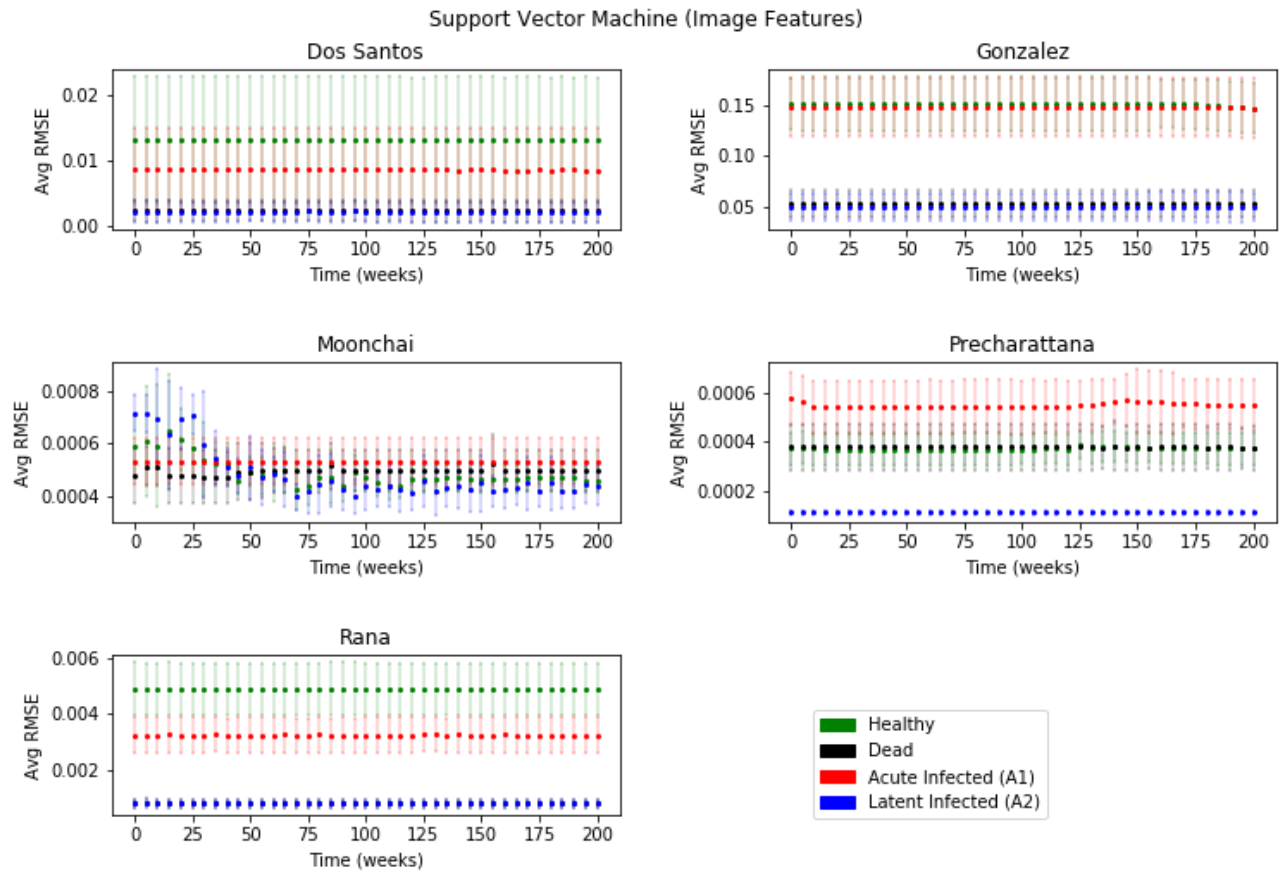 Support Vector Machine (Image Features)
Dos Santos
Avg RMSE
0.02
0.01
0.00
0 25 50 75 100 125 150 175 200
Time (weeks)
Gonzalez
Avg RMSE
0.15
0.10
0.05
0 25 50 75 100 125 150 175 200
Time (weeks)
Moonchai
Avg RMSE
0.0008
0.0006
0.0004
0 25 50 75 100 125 150 175 200
Time (weeks)
Precharattana
Avg RMSE
0.0006
0.0004
0.0002
0 25 50 75 100 125 150 175 200
Time (weeks)
Rana
Avg RMSE
0.006
0.004
0.002
0 25 50 75 100 125 150 175 200
Time (weeks)
Healthy
Dead
Acute Infected (A1)
Latent Infected (A2)